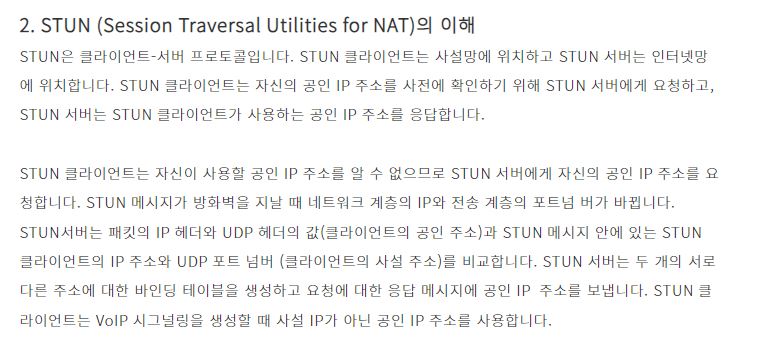 2. STUN (Session Traversal Utilities for NAT)의 이해
STUN은 클라이언트-서버 프로토콜입니다. STUN 클라이언트는 사설망에 위치하고 STUN 서버는 인터넷망
에 위치합니다. STUN 클라이언트는 자신의 공인 IP 주소를 사전에 확인하기 위해 STUN 서버에게 요청하고,
STUN 서버는 STUN 클라이언트가 사용하는 공인 IP 주소를 응답합니다.
STUN 클라이언트는 자신이 사용할 공인 IP 주소를 알 수 없으므로 STUN 서버에게 자신의 공인 IP 주소를 요
청합니다. STUN 메시지가 방화벽을 지날 때 네트워크 계층의 IP와 전송 계층의 포트넘 버가 바뀝니다.
STUN서버는 패킷의 IP 헤더와 UDP 헤더의 값(클라이언트의 공인 주소)과 STUN 메시지 안에 있는 STUN
클라이언트의 IP 주소와 UDP 포트 넘버 (클라이언트의 사설 주소)를 비교합니다. STUN 서버는 두 개의 서로
다른 주소에 대한 바인딩 테이블을 생성하고 요청에 대한 응답 메시지에 공인 IP 주소를 보냅니다. STUN 클
라이언트는 VoIP 시그널링을 생성할 때 사설 IP가 아닌 공인 IP 주소를 사용합니다.